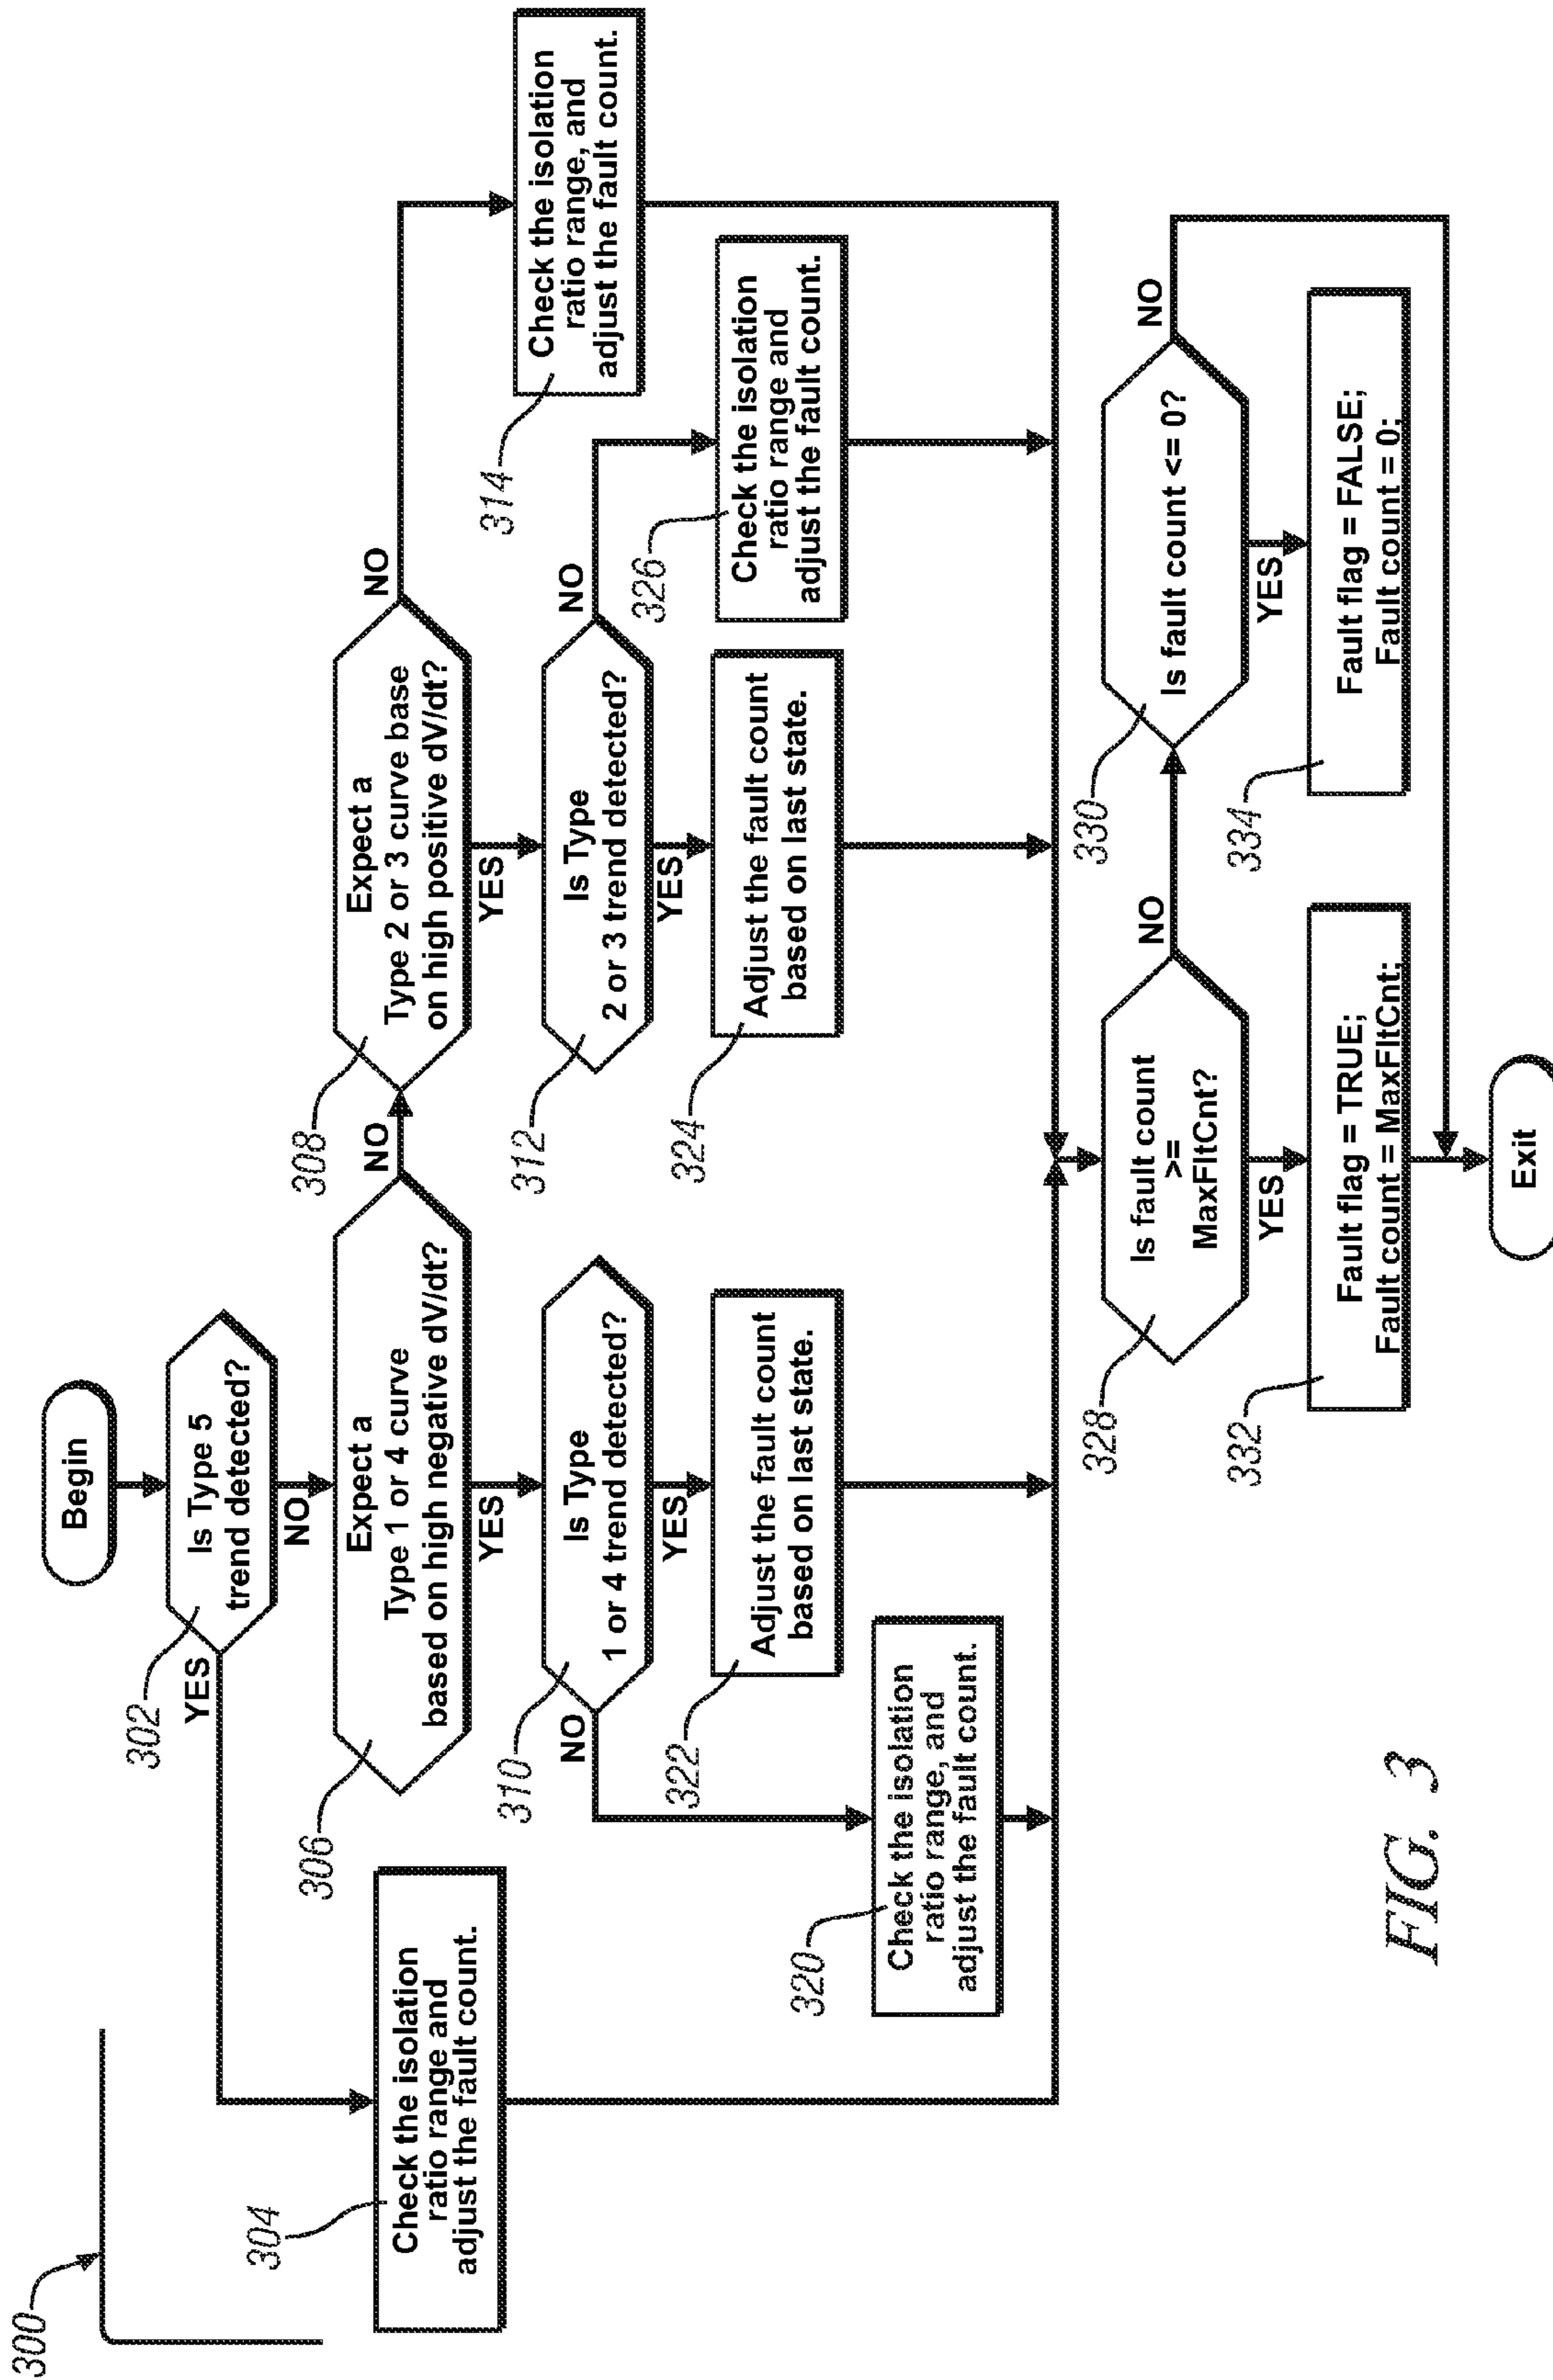 300
Begin
302
Is Type 5
trend detected?
YES
NO
304
Check the isolation
ratio range and
adjust the fault count.
306
Expect a
Type 1 or 4 curve
based on high negative dV/dt?
NO
YES
308
Expect a
Type 2 or 3 curve base
on high positive dV/dt?
NO
YES
310
Is Type
1 or 4 trend detected?
NO
YES
312
Is Type
2 or 3 trend detected?
NO
YES
314
Check the isolation
ratio range, and
adjust the fault count.
320
Check the isolation
ratio range, and
adjust the fault count.
322
Adjust the fault count
based on last state.
324
Adjust the fault count
based on last state.
326
Check the isolation
ratio range and
adjust the fault count.
328
Is fault count
>=
MaxFltCnt?
NO
YES
330
Is fault count <= 0?
NO
YES
332
Fault flag = TRUE;
Fault count = MaxFltCnt;
334
Fault flag = FALSE;
Fault count = 0;
Exit
FIG. 3